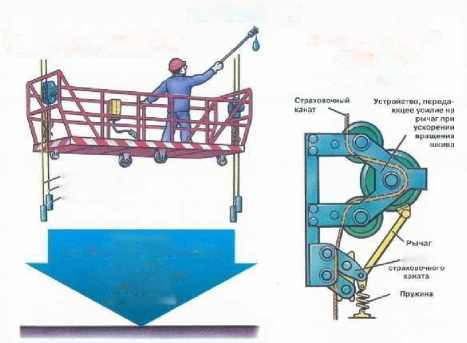 Страховочный
канат
Устройство, переда-
ющее усилие на
рычаг при
ускорении
вращения
шкива
Рычаг
страховочного
каната
Пружина